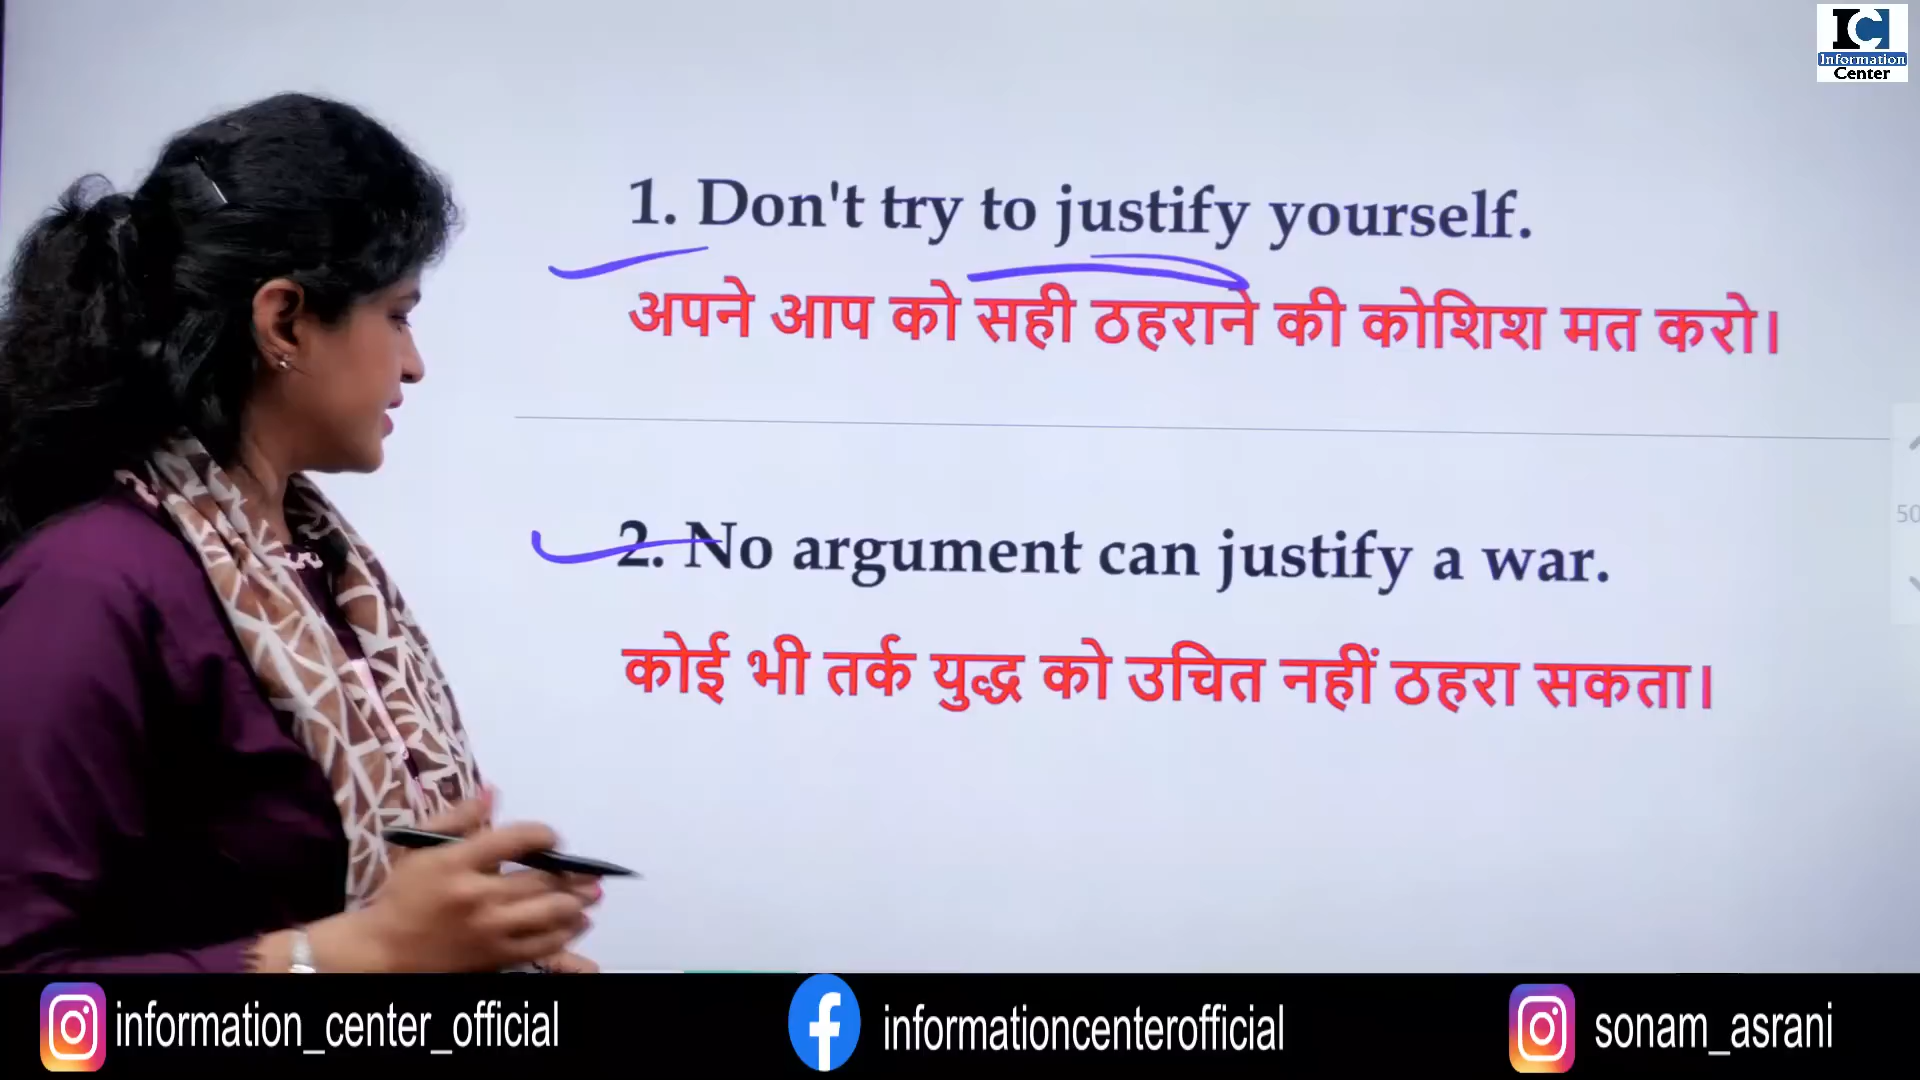 IC
Information
Center
1. Don't try to justify yourself.
अपने आप को सही ठहराने की कोशिश मत करो।
2. No argument can justify a war.
कोई भी तर्क युद्ध को उचित नहीं ठहरा सकता।
50
information_center_official
informationcenterofficial
sonam_asrani